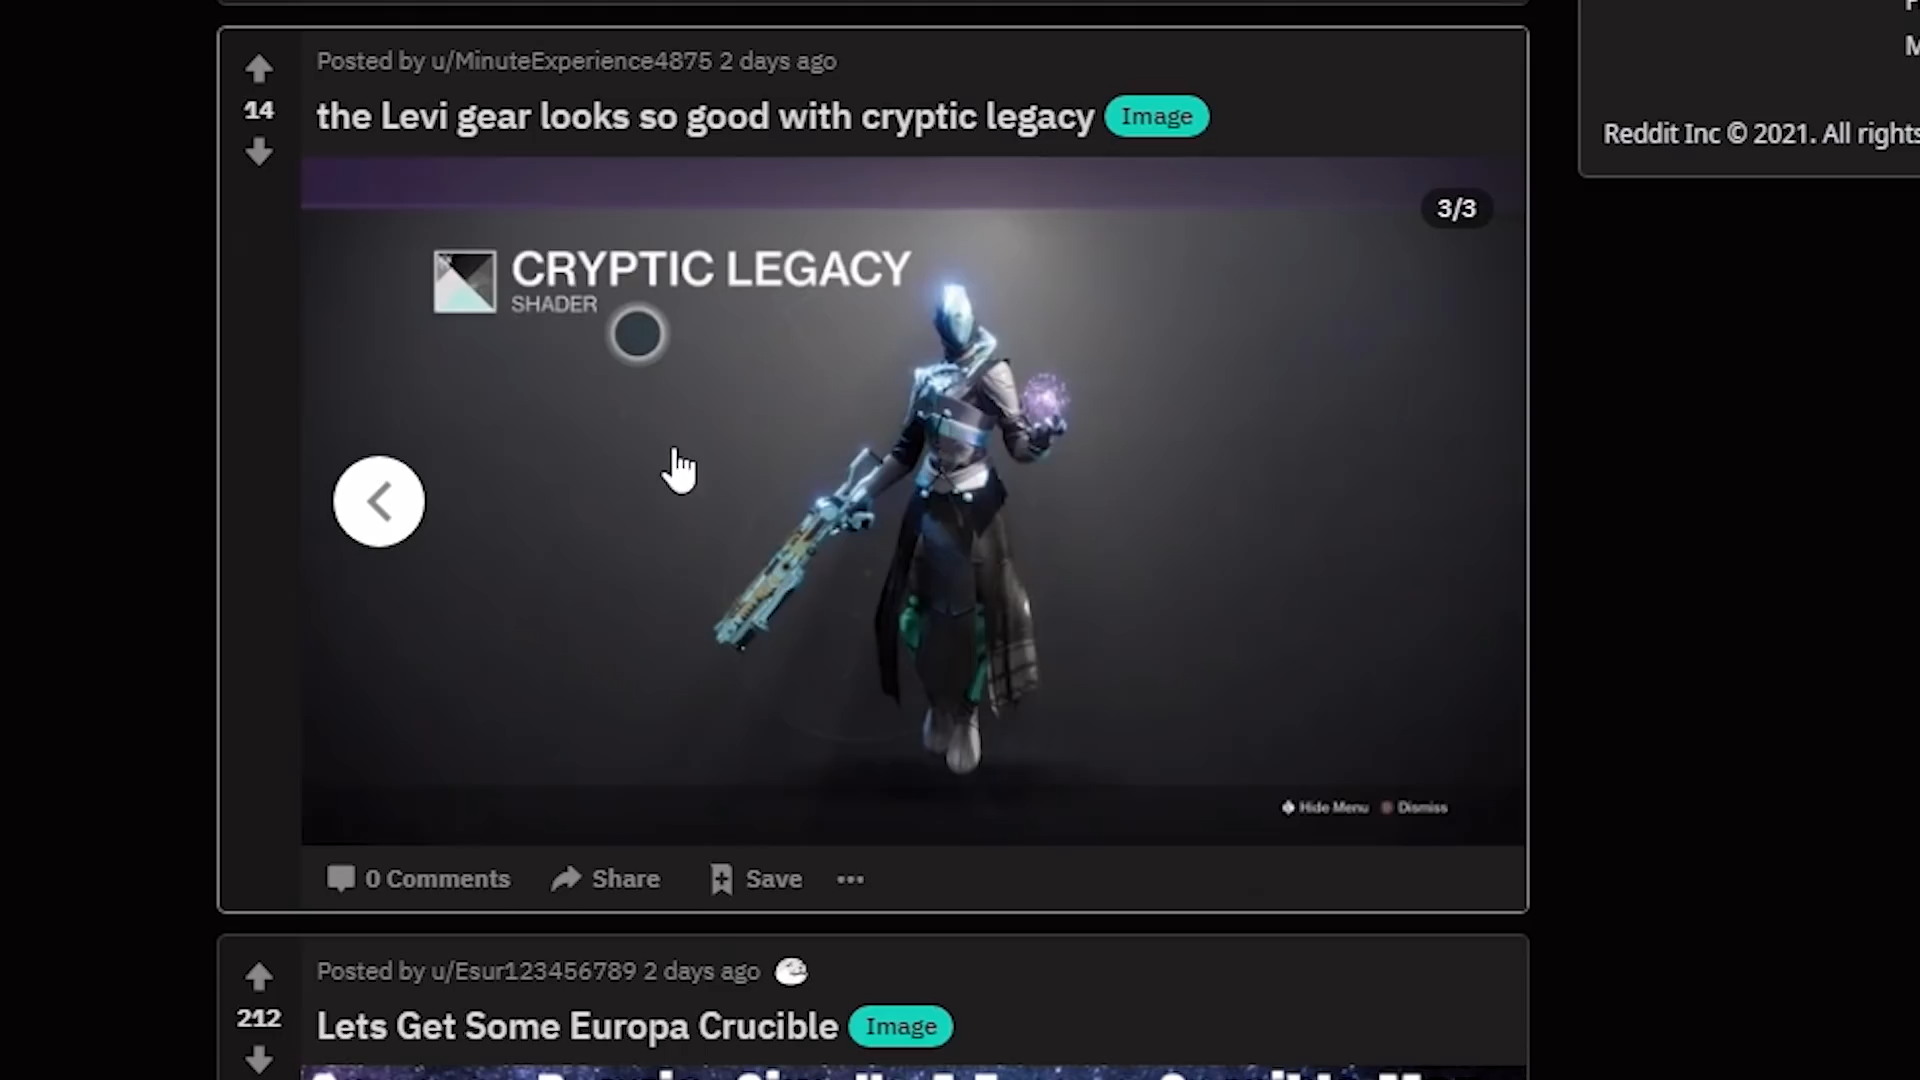 Posted by u/MinuteExperience4875 2 days ago
14
the Levi gear looks so good with cryptic legacy Image
Reddit Inc © 2021. All rights
3/3
CRYPTIC LEGACY
SHADER
Hide Menu Dismiss
0 Comments Share Save
Posted by u/Esur123456789 2 days ago
212
Lets Get Some Europa Crucible Image